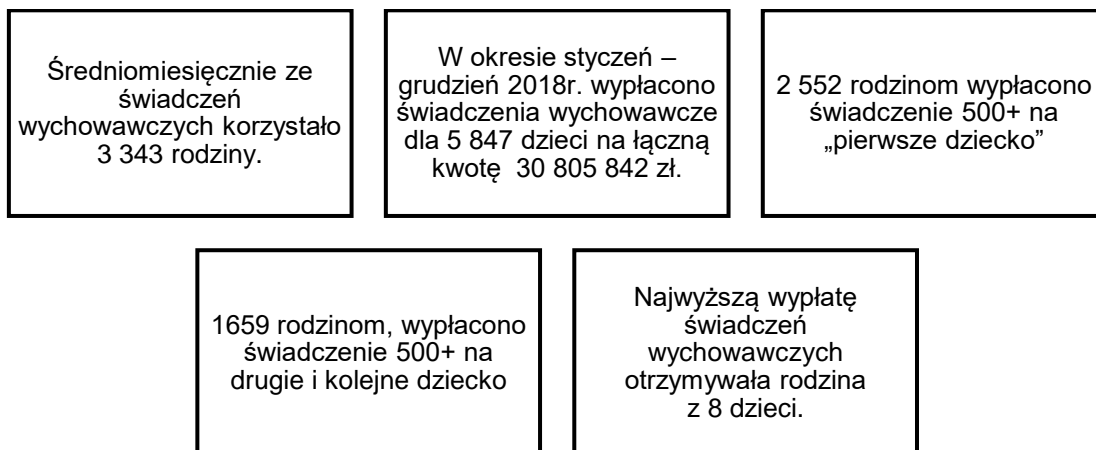 Średniomiesięcznie ze
świadczeń
wychowawczych korzystało
3 343 rodziny.
W okresie styczeń –
grudzień 2018r. wypłacono
świadczenia wychowawcze
dla 5 847 dzieci na łączną
kwotę  30 805 842 zł.
2 552 rodzinom wypłacono
świadczenie 500+ na
„pierwsze dziecko”
1659 rodzinom, wypłacono
świadczenie 500+ na
drugie i kolejne dziecko
Najwyższą wypłatę
świadczeń
wychowawczych
otrzymywała rodzina
z 8 dzieci.